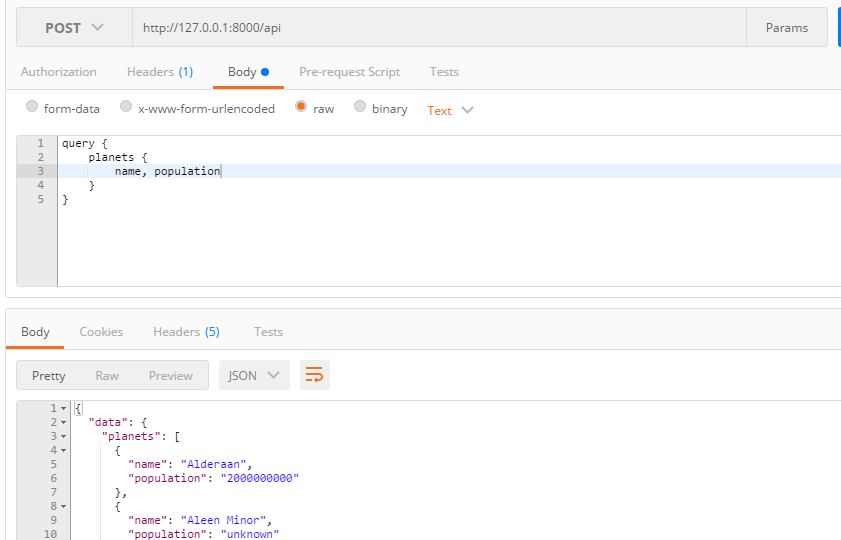 POST http://127.0.0.1:8000/api Params
Authorization Headers (1) Body Pre-request Script Tests
form-data x-www-form-urlencoded raw binary Text
1 query {
2 planets {
3 name, population
4 }
5 }
Body Cookies Headers (5) Tests
Pretty Raw Preview JSON
1 {
2 "data": {
3 "planets": [
4 {
5 "name": "Alderaan",
6 "population": "2000000000"
7 },
8 {
9 "name": "Aleen Minor",
10 "population": "unknown"